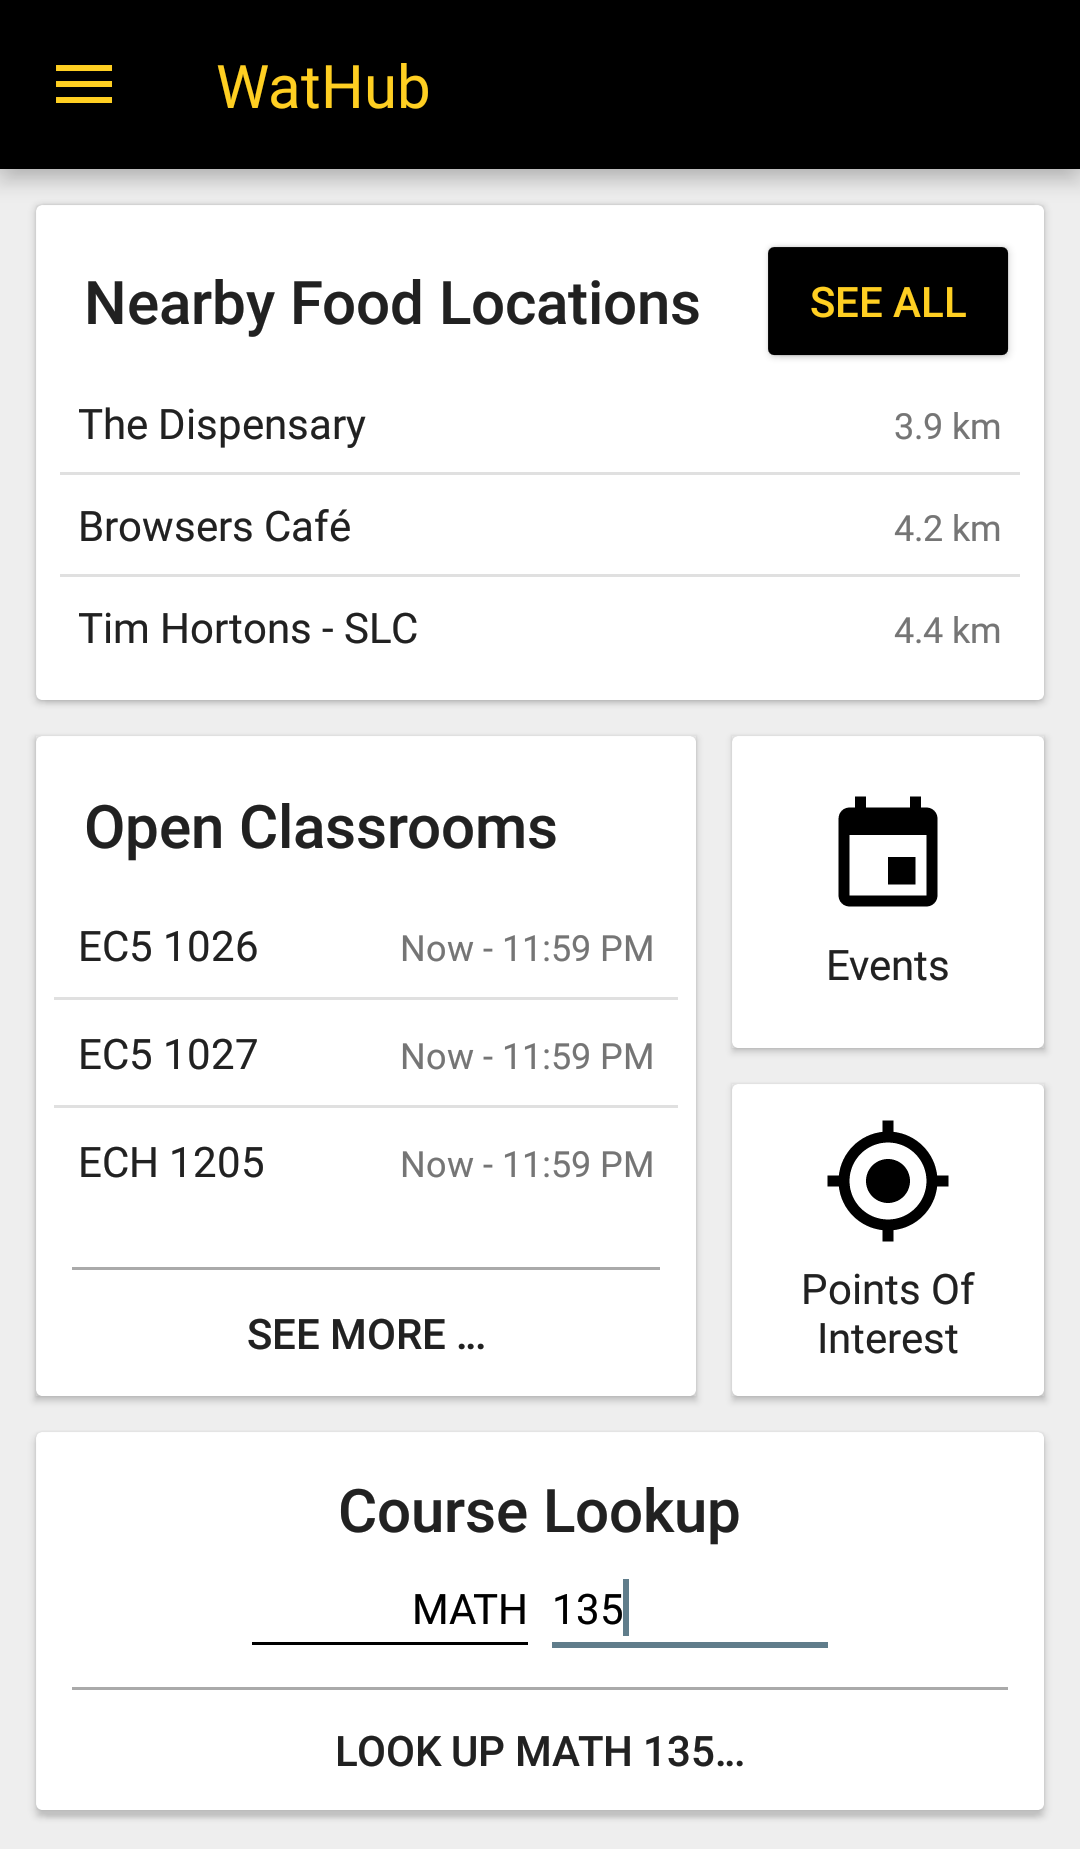 WatHub
Nearby Food Locations
SEE ALL
The Dispensary 3.9 km
Browsers Café 4.2 km
Tim Hortons - SLC 4.4 km
Open Classrooms
EC5 1026 Now - 11:59 PM
EC5 1027 Now - 11:59 PM
ECH 1205 Now - 11:59 PM
SEE MORE ...
Events
Points Of
Interest
Course Lookup
MATH 135
LOOK UP MATH 135...